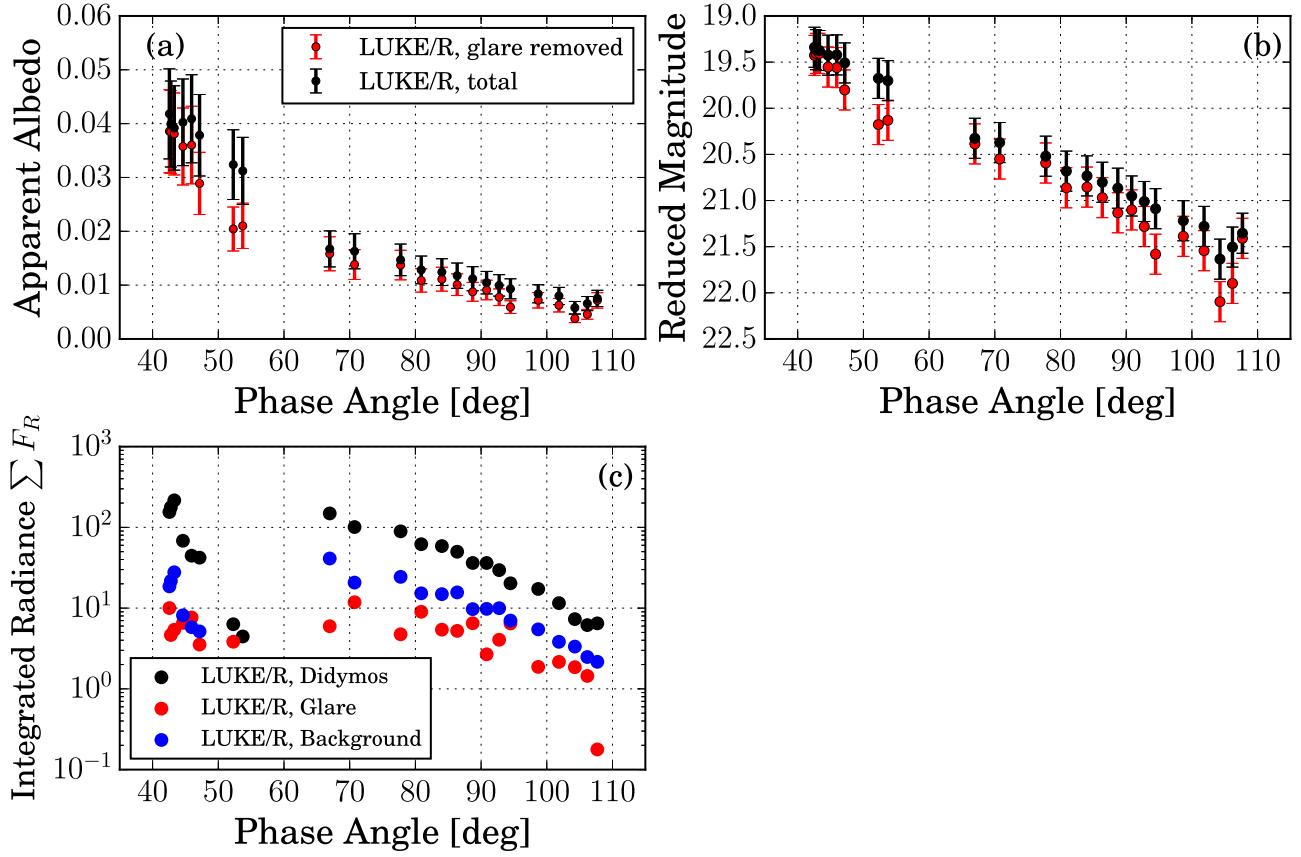 Apparent Albedo
0.06
0.05
0.04
0.03
0.02
0.01
0.00
(a)
LUKE/R, glare removed
LUKE/R, total
40 50 60 70 80 90 100 110
Phase Angle [deg]
Reduced Magnitude
19.0
19.5
20.0
20.5
21.0
21.5
22.0
22.5
(b)
40 50 60 70 80 90 100 110
Phase Angle [deg]
Integrated Radiance ∑ F_R
10³
10²
10¹
10⁰
10⁻¹
(c)
LUKE/R, Didymos
LUKE/R, Glare
LUKE/R, Background
40 50 60 70 80 90 100 110
Phase Angle [deg]